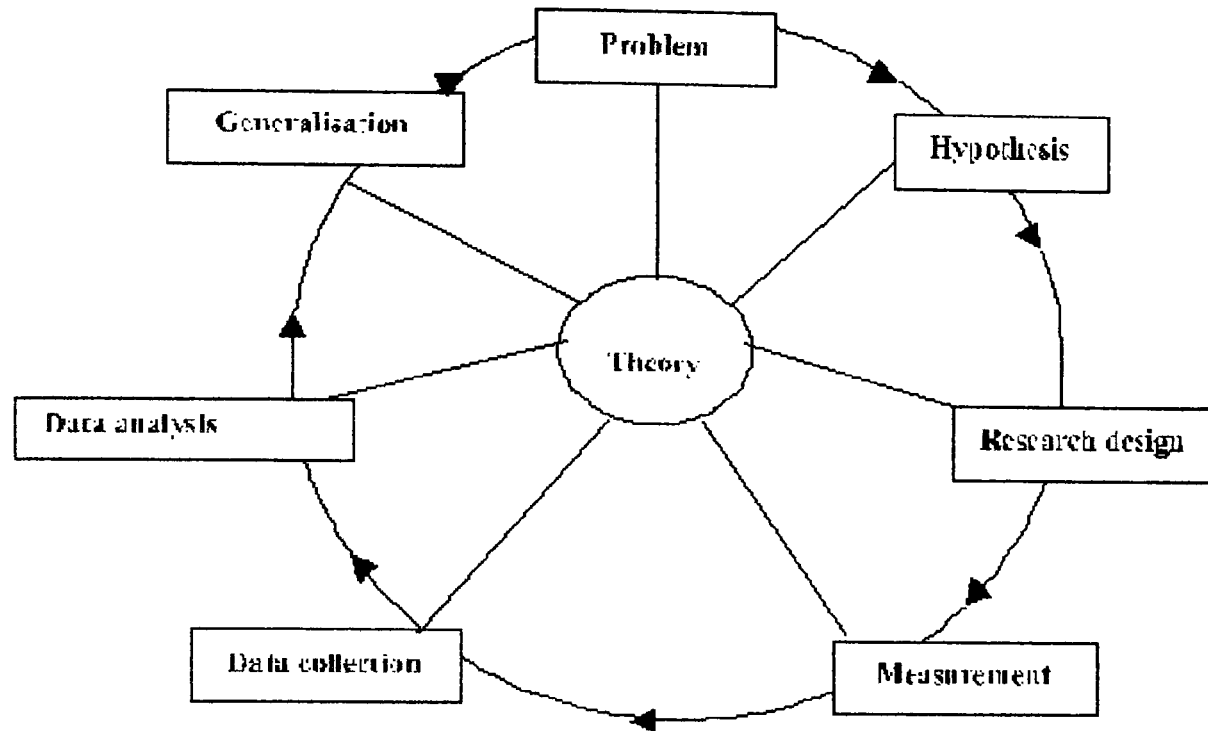 Problem
Hypothesis
Research design
Measurement
Data collection
Data analysis
Generalisation
Theory